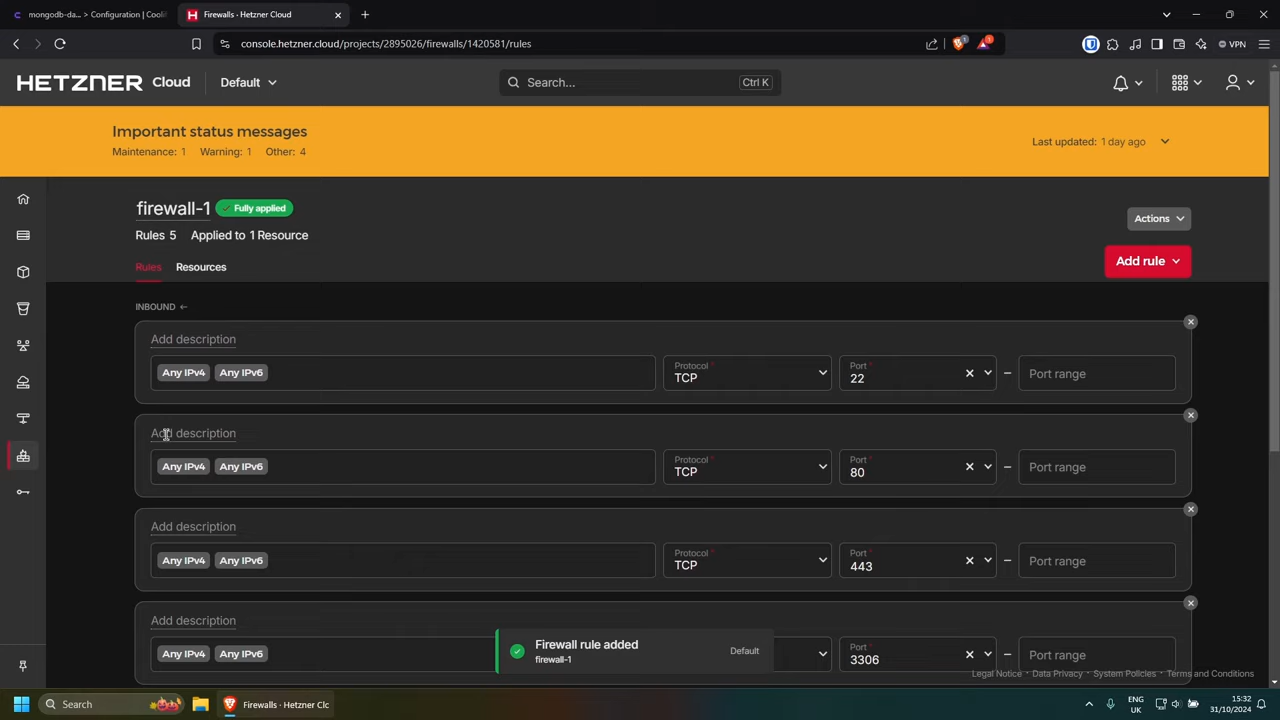 mongodb-da... > Configuration | Cooli
Firewalls - Hetzner Cloud
console.hetzner.cloud/projects/2895026/firewalls/1420581/rules
1
1
VPN
HETZNER Cloud
Default
Search...
Ctrl K
Important status messages
Maintenance: 1 Warning: 1 Other: 4
Last updated: 1 day ago
firewall-1
Fully applied
Actions
Rules 5 Applied to 1 Resource
Add rule
Rules Resources
INBOUND ←
Add description
Any IPv4 Any IPv6
Protocol *
TCP
Port *
22
– Port range
Add description
Any IPv4 Any IPv6
Protocol *
TCP
Port *
80
– Port range
Add description
Any IPv4 Any IPv6
Protocol *
TCP
Port *
443
– Port range
Add description
Any IPv4 Any IPv6
Port *
3306
– Port range
Firewall rule added
firewall-1
Default
Legal Notice · Data Privacy · System Policies · Terms and Conditions
Search
Firewalls - Hetzner Clc
ENG
UK
15:32
31/10/2024